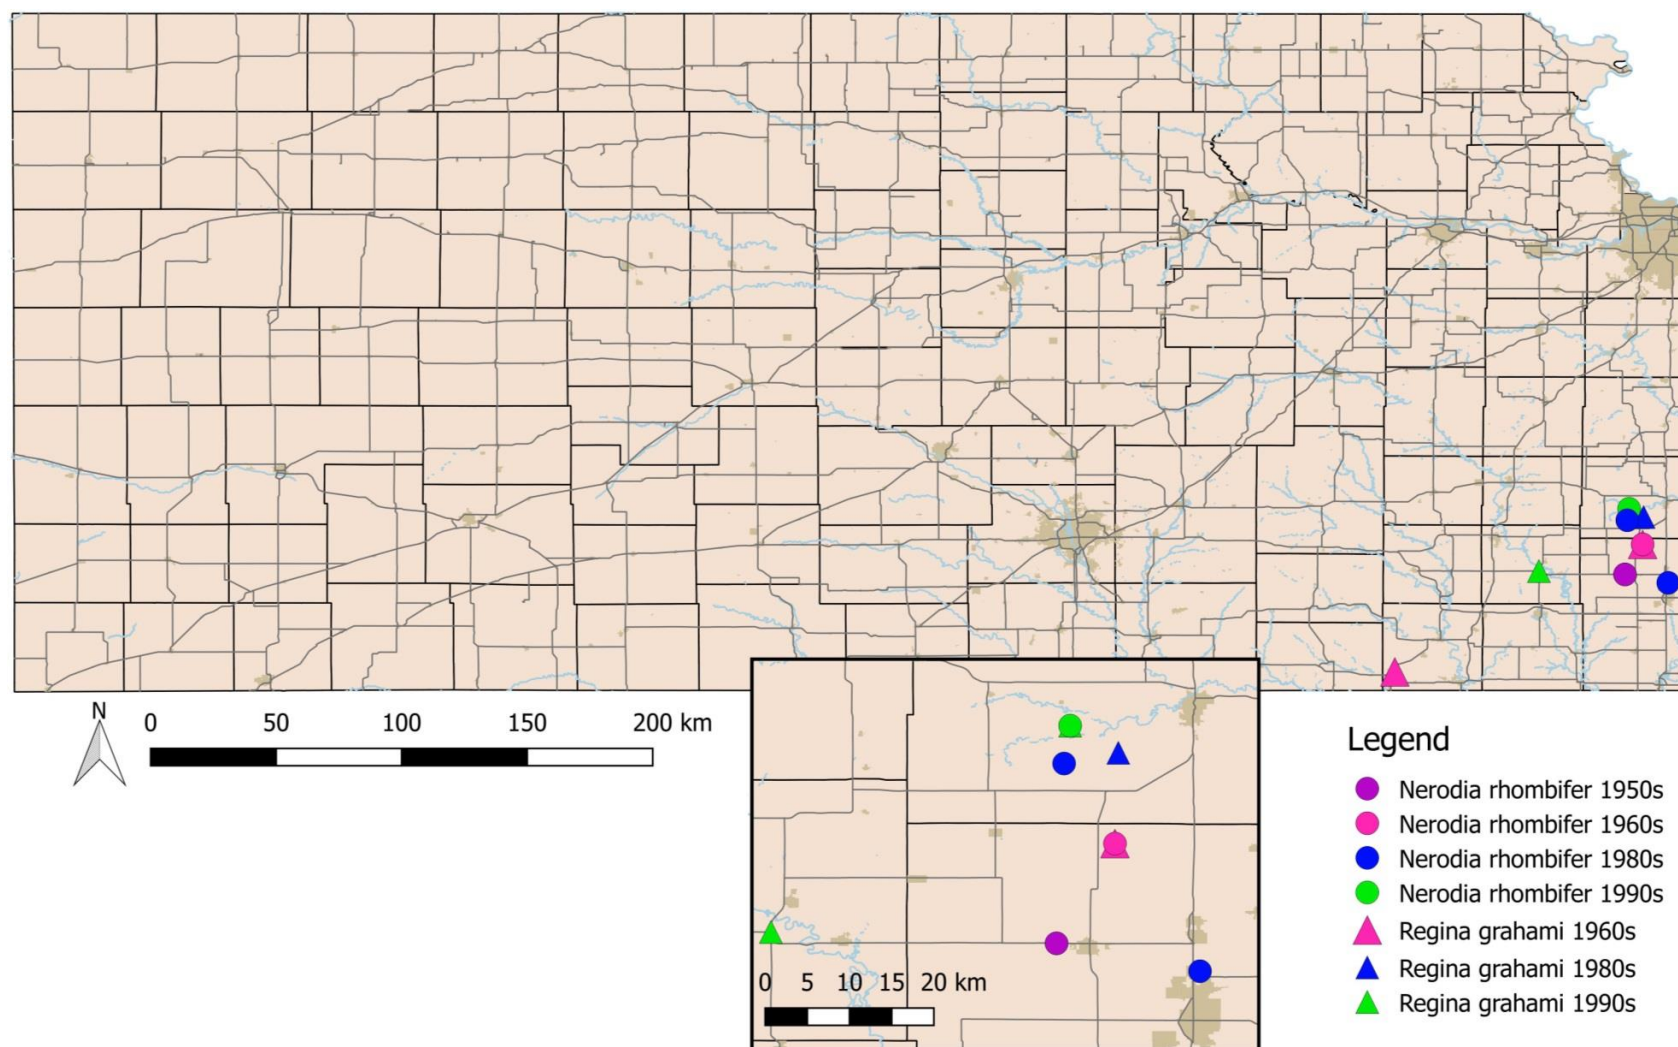 N
0 50 100 150 200 km
0 5 10 15 20 km
Legend
Nerodia rhombifer 1950s
Nerodia rhombifer 1960s
Nerodia rhombifer 1980s
Nerodia rhombifer 1990s
Regina grahami 1960s
Regina grahami 1980s
Regina grahami 1990s